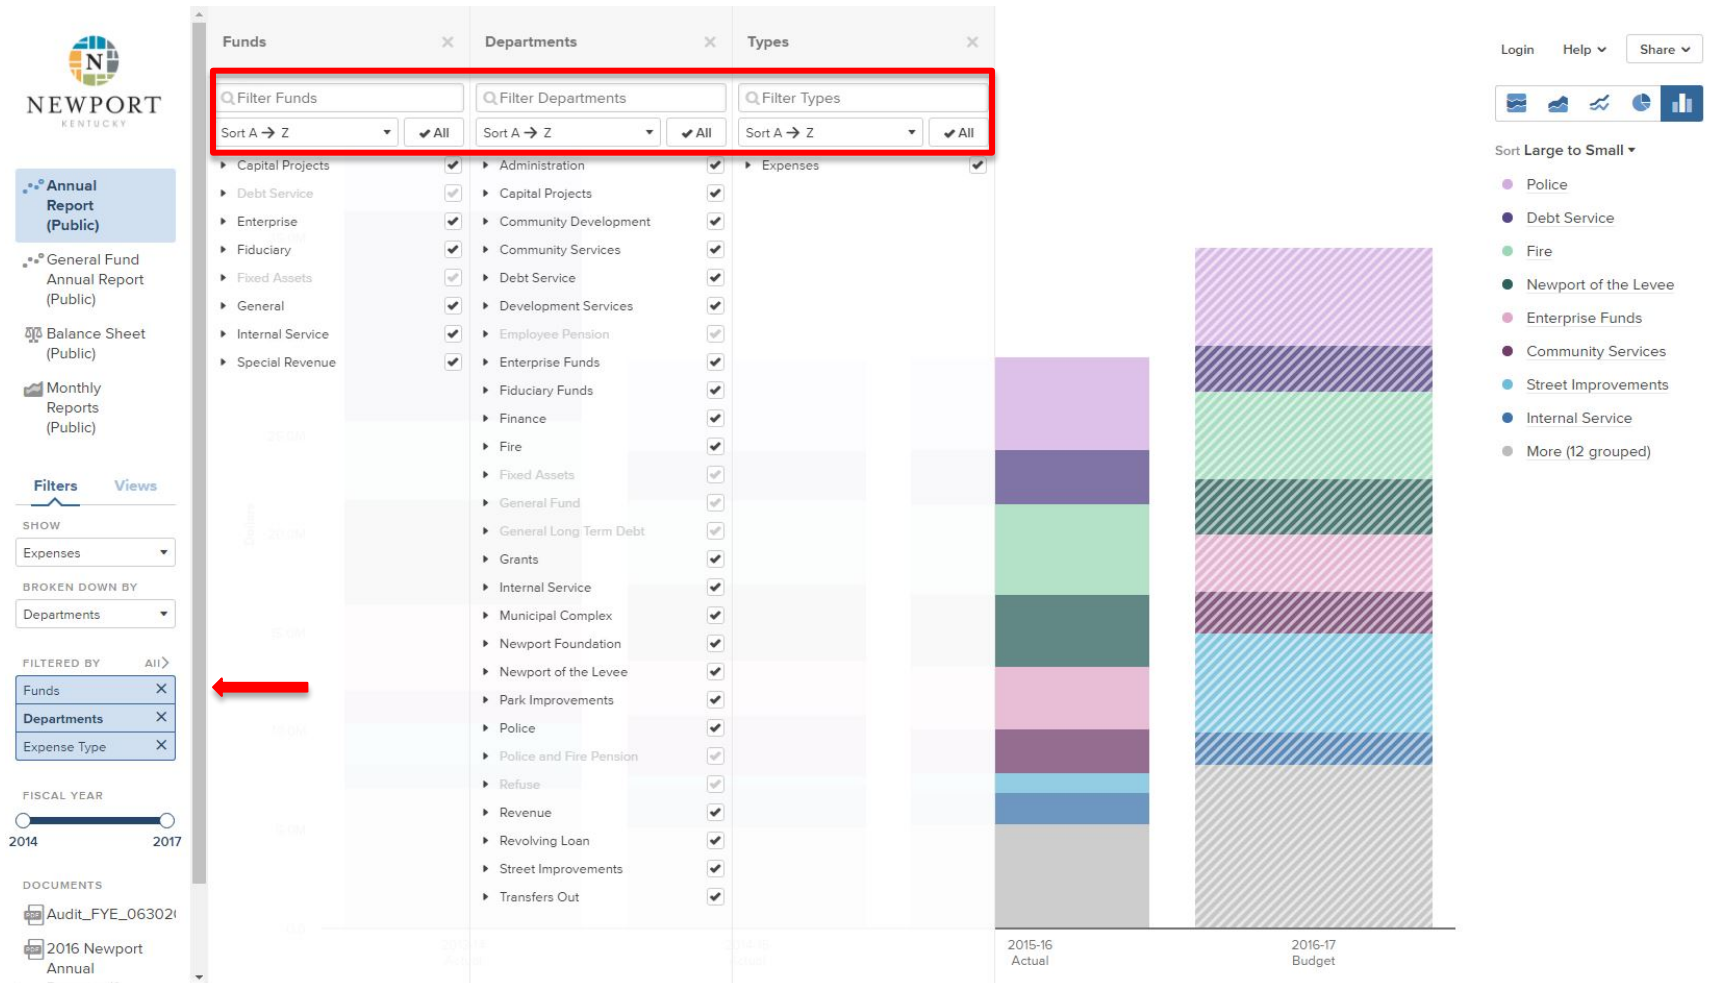 N
NEWPORT
KENTUCKY
Annual
Report
(Public)
General Fund
Annual Report
(Public)
Balance Sheet
(Public)
Monthly
Reports
(Public)
Filters Views
SHOW
Expenses
BROKEN DOWN BY
Departments
FILTERED BY All
Funds
Departments
Expense Type
FISCAL YEAR
2014 2017
DOCUMENTS
PDF Audit_FYE_06302
PDF 2016 Newport
Annual
Funds
Filter Funds
Sort A → Z All
Capital Projects
Debt Service
Enterprise
Fiduciary
Fixed Assets
General
Internal Service
Special Revenue
Departments
Filter Departments
Sort A → Z All
Administration
Capital Projects
Community Development
Community Services
Debt Service
Development Services
Employee Pension
Enterprise Funds
Fiduciary Funds
Finance
Fire
Fixed Assets
General Fund
General Long Term Debt
Grants
Internal Service
Municipal Complex
Newport Foundation
Newport of the Levee
Park Improvements
Police
Police and Fire Pension
Refuse
Revenue
Revolving Loan
Street Improvements
Transfers Out
Types
Filter Types
Sort A → Z All
Expenses
2015-16
Actual
2016-17
Budget
Login Help Share
Sort Large to Small
Police
Debt Service
Fire
Newport of the Levee
Enterprise Funds
Community Services
Street Improvements
Internal Service
More (12 grouped)